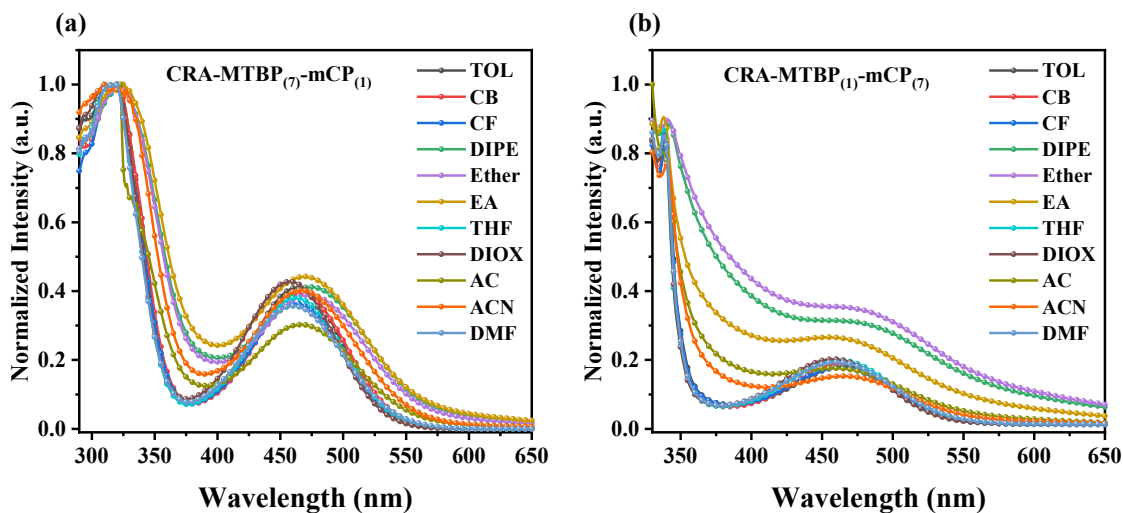 (a)
CRA-MTBP(7)-mCP(1)
TOL
CB
CF
DIPE
Ether
EA
THF
DIOX
AC
ACN
DMF
Normalized Intensity (a.u.)
1.0
0.8
0.6
0.4
0.2
0.0
300 350 400 450 500 550 600 650
Wavelength (nm)
(b)
CRA-MTBP(1)-mCP(7)
TOL
CB
CF
DIPE
Ether
EA
THF
DIOX
AC
ACN
DMF
Normalized Intensity (a.u.)
1.0
0.8
0.6
0.4
0.2
0.0
350 400 450 500 550 600 650
Wavelength (nm)